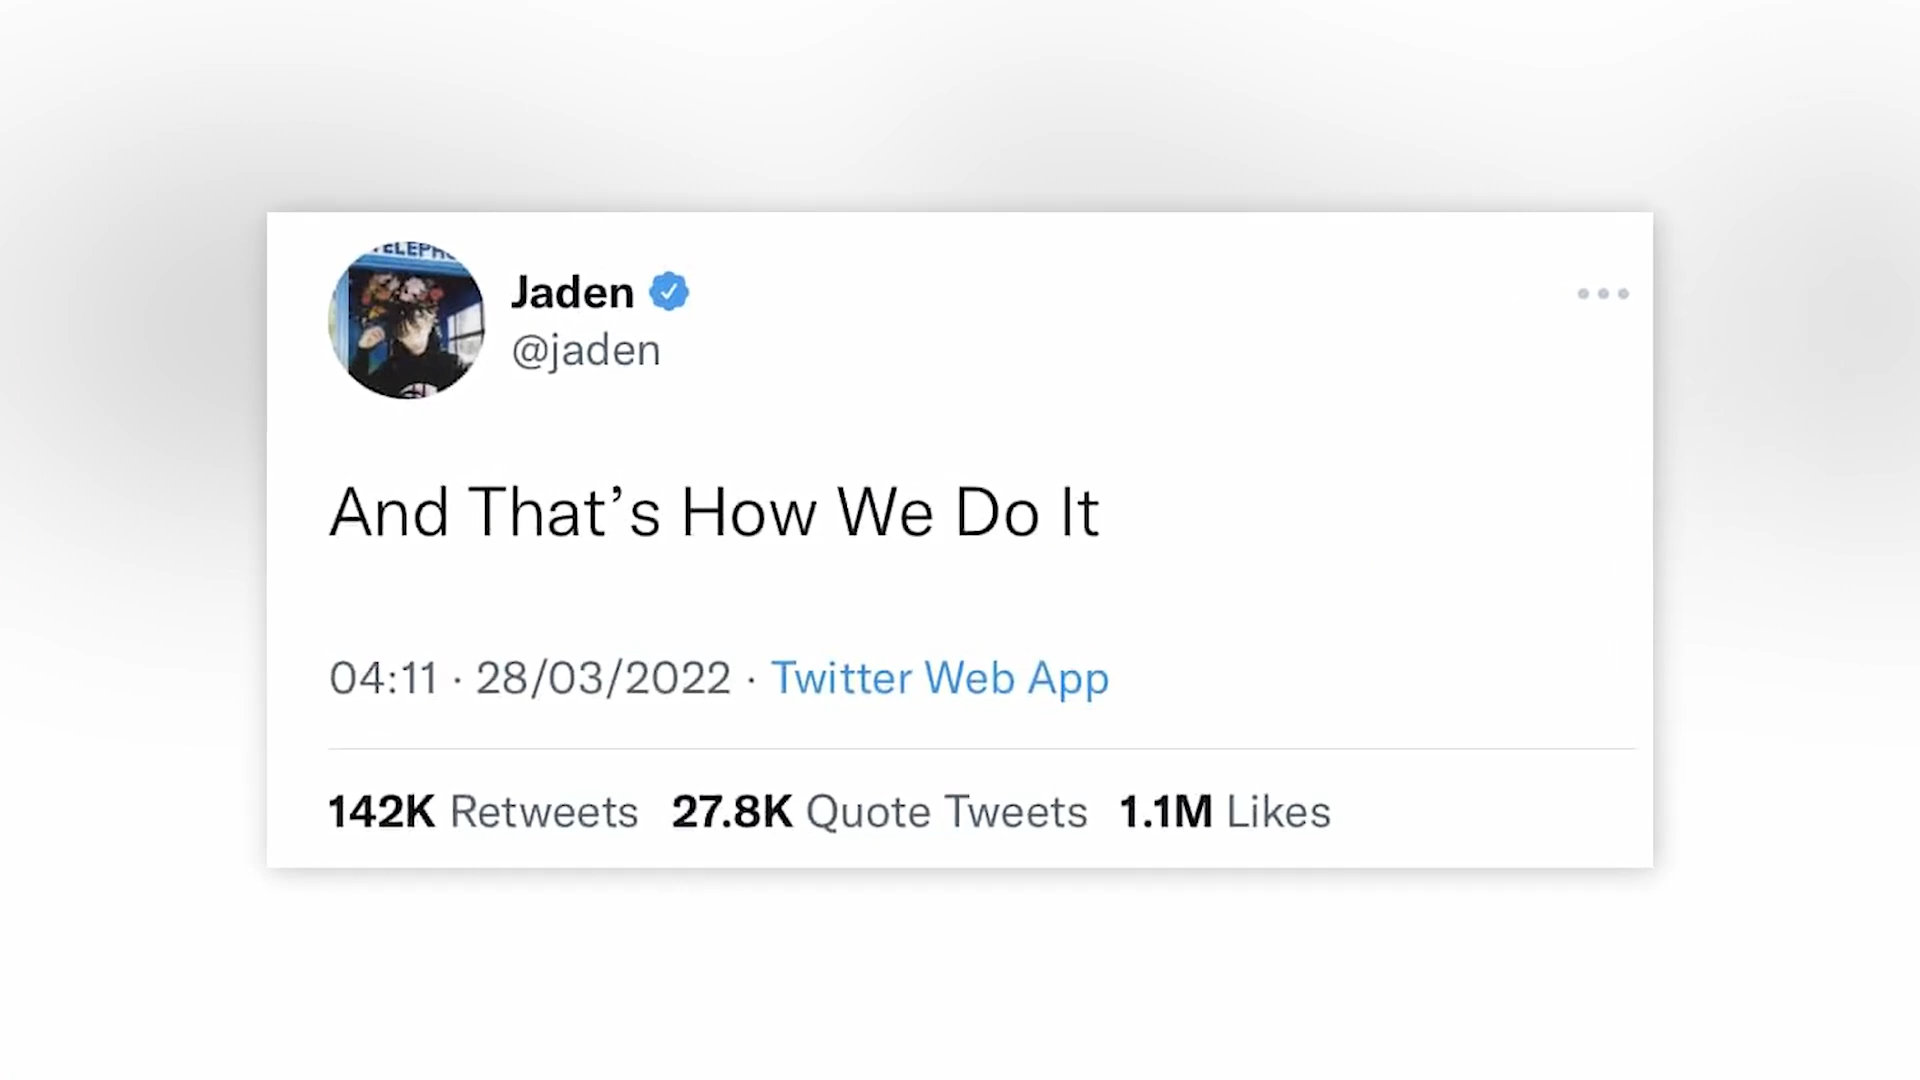 Jaden
@jaden
And That’s How We Do It
04:11 · 28/03/2022 · Twitter Web App
142K Retweets 27.8K Quote Tweets 1.1M Likes